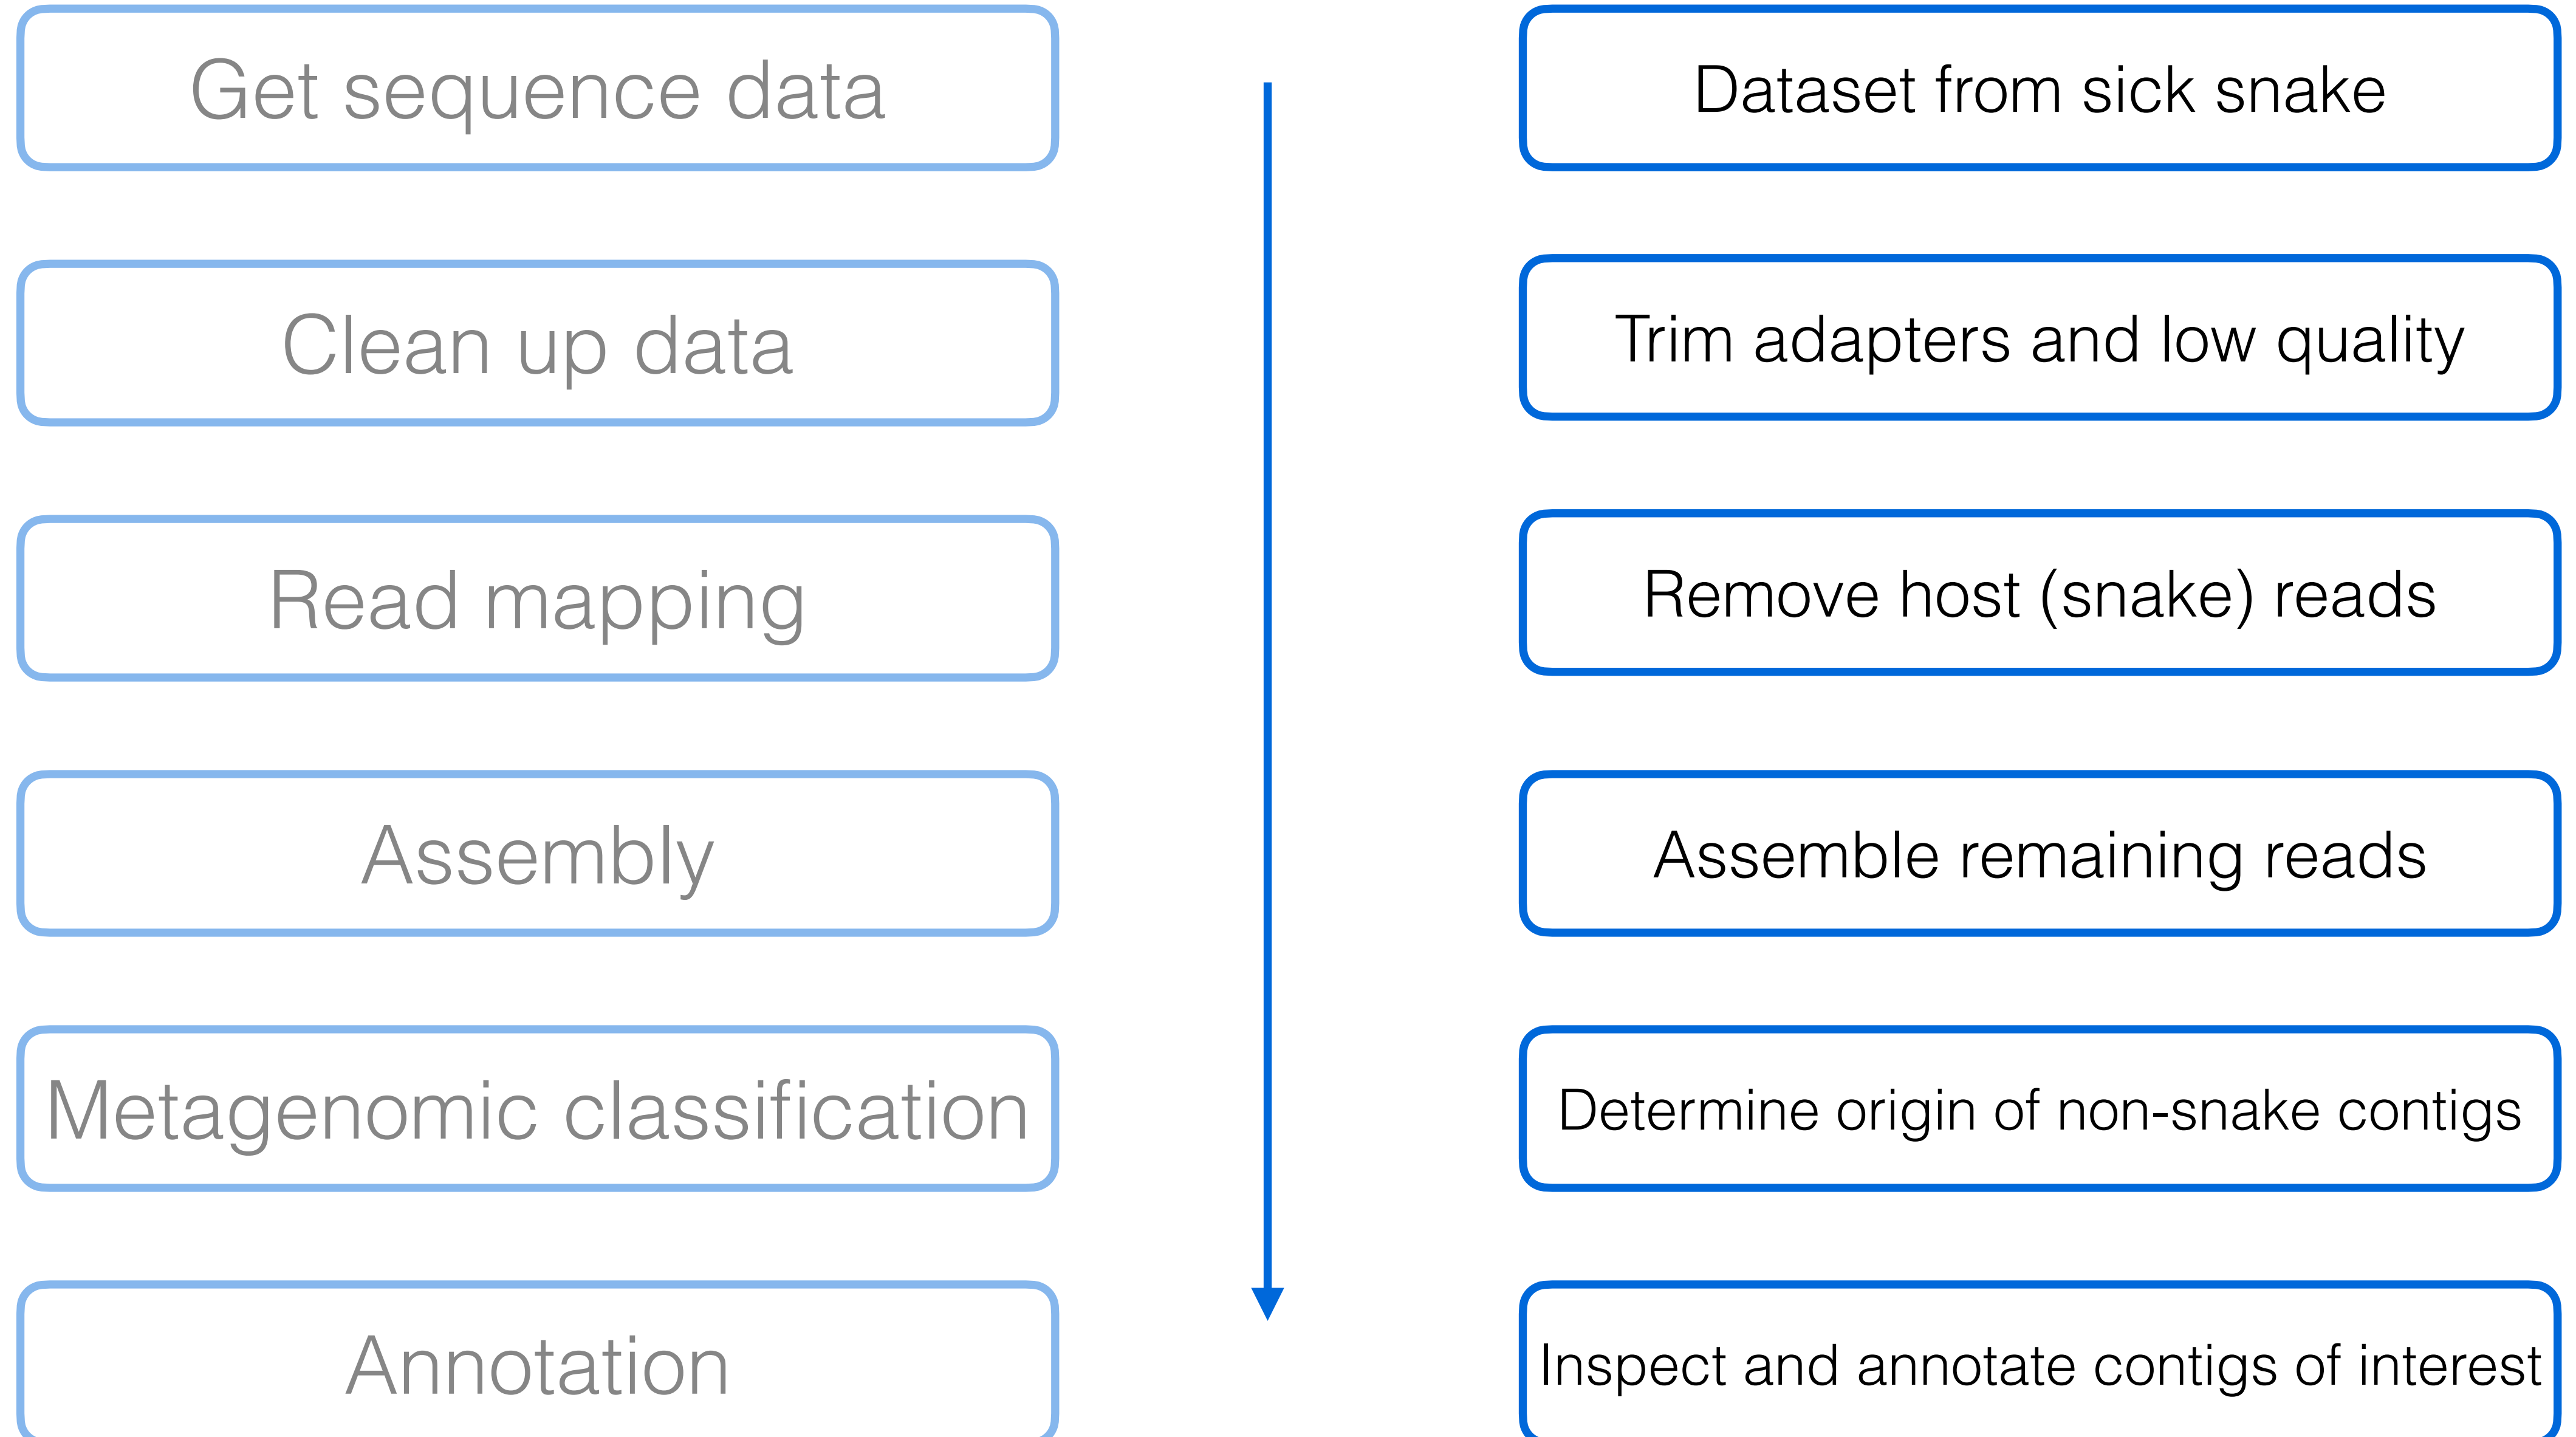 Get sequence data
Dataset from sick snake
Clean up data
Trim adapters and low quality
Read mapping
Remove host (snake) reads
Assembly
Assemble remaining reads
Metagenomic classification
Determine origin of non-snake contigs
Annotation
Inspect and annotate contigs of interest